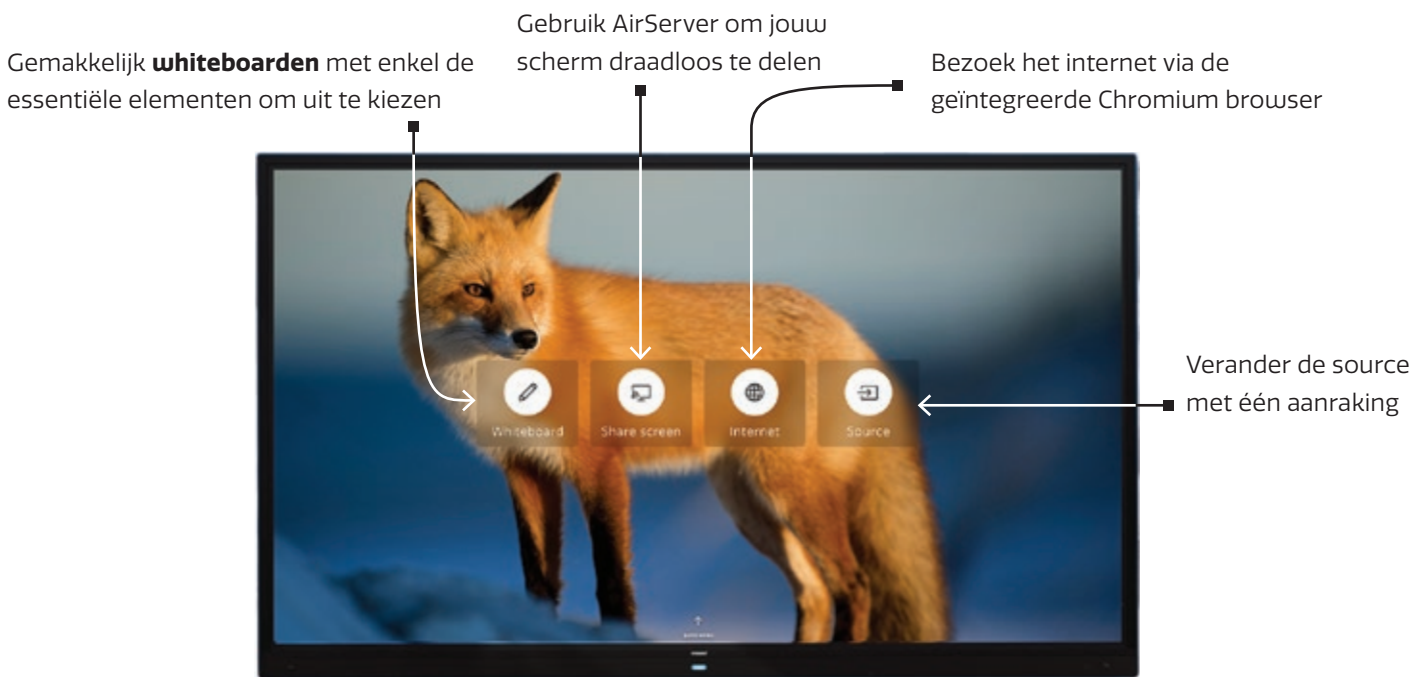 Gebruik AirServer om jouw
scherm draadloos te delen
Gemakkelijk whiteboarden met enkel de
essentiële elementen om uit te kiezen
Bezoek het internet via de
geïntegreerde Chromium browser
Verander de source
met één aanraking
Whiteboard
Share screen
Internet
Source